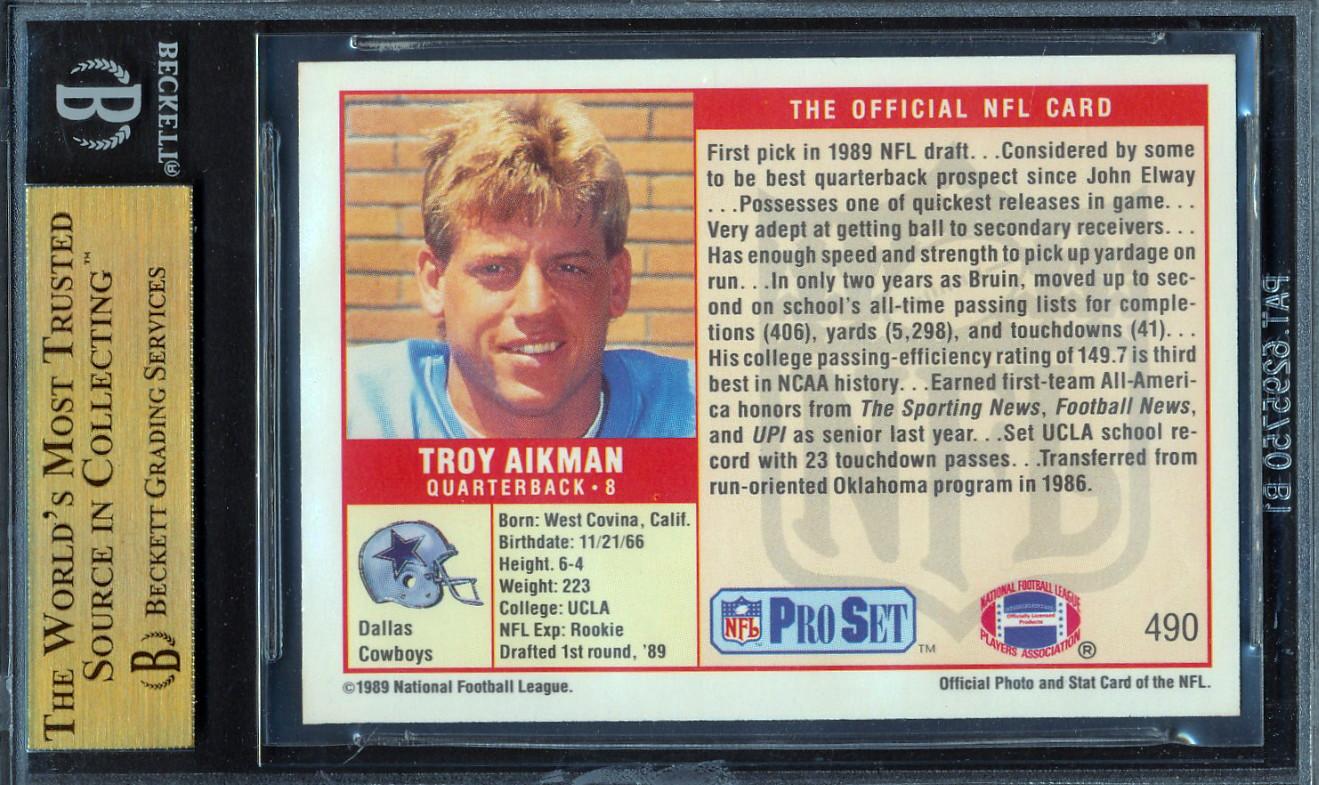 BECKETT®
B
THE WORLD'S MOST TRUSTED
SOURCE IN COLLECTING™
B BECKETT GRADING SERVICES
THE OFFICIAL NFL CARD
First pick in 1989 NFL draft. . .Considered by some
to be best quarterback prospect since John Elway
. . .Possesses one of quickest releases in game. . .
Very adept at getting ball to secondary receivers. . .
Has enough speed and strength to pick up yardage on
run. . .In only two years as Bruin, moved up to sec-
ond on school's all-time passing lists for comple-
tions (406), yards (5,298), and touchdowns (41). . .
His college passing-efficiency rating of 149.7 is third
best in NCAA history. . .Earned first-team All-Ameri-
ca honors from The Sporting News, Football News,
and UPI as senior last year. . .Set UCLA school re-
cord with 23 touchdown passes. . .Transferred from
run-oriented Oklahoma program in 1986.
NFL
TROY AIKMAN
QUARTERBACK • 8
Dallas
Cowboys
Born: West Covina, Calif.
Birthdate: 11/21/66
Height. 6-4
Weight: 223
College: UCLA
NFL Exp: Rookie
Drafted 1st round, '89
NFL PRO SET ™
NATIONAL FOOTBALL LEAGUE
Officially Licensed
Products
PLAYERS ASSOCIATION ®
490
©1989 National Football League.
Official Photo and Stat Card of the NFL.